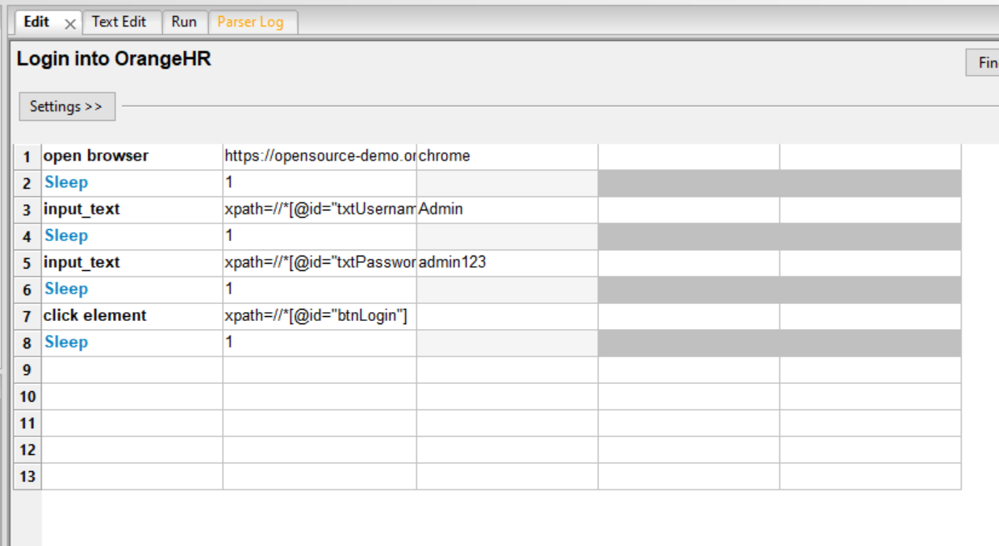 Edit Text Edit Run Parser Log
Login into OrangeHR
Settings >>
1 open browser https://opensource-demo.or chrome
2 Sleep 1
3 input_text xpath=//*[@id="txtUsernam Admin
4 Sleep 1
5 input_text xpath=//*[@id="txtPasswor admin123
6 Sleep 1
7 click element xpath=//*[@id="btnLogin"]
8 Sleep 1
9
10
11
12
13